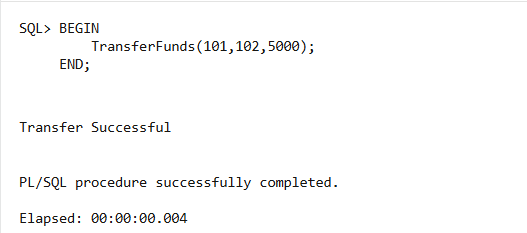 SQL> BEGIN
TransferFunds(101,102,5000);
END;
Transfer Successful
PL/SQL procedure successfully completed.
Elapsed: 00:00:00.004